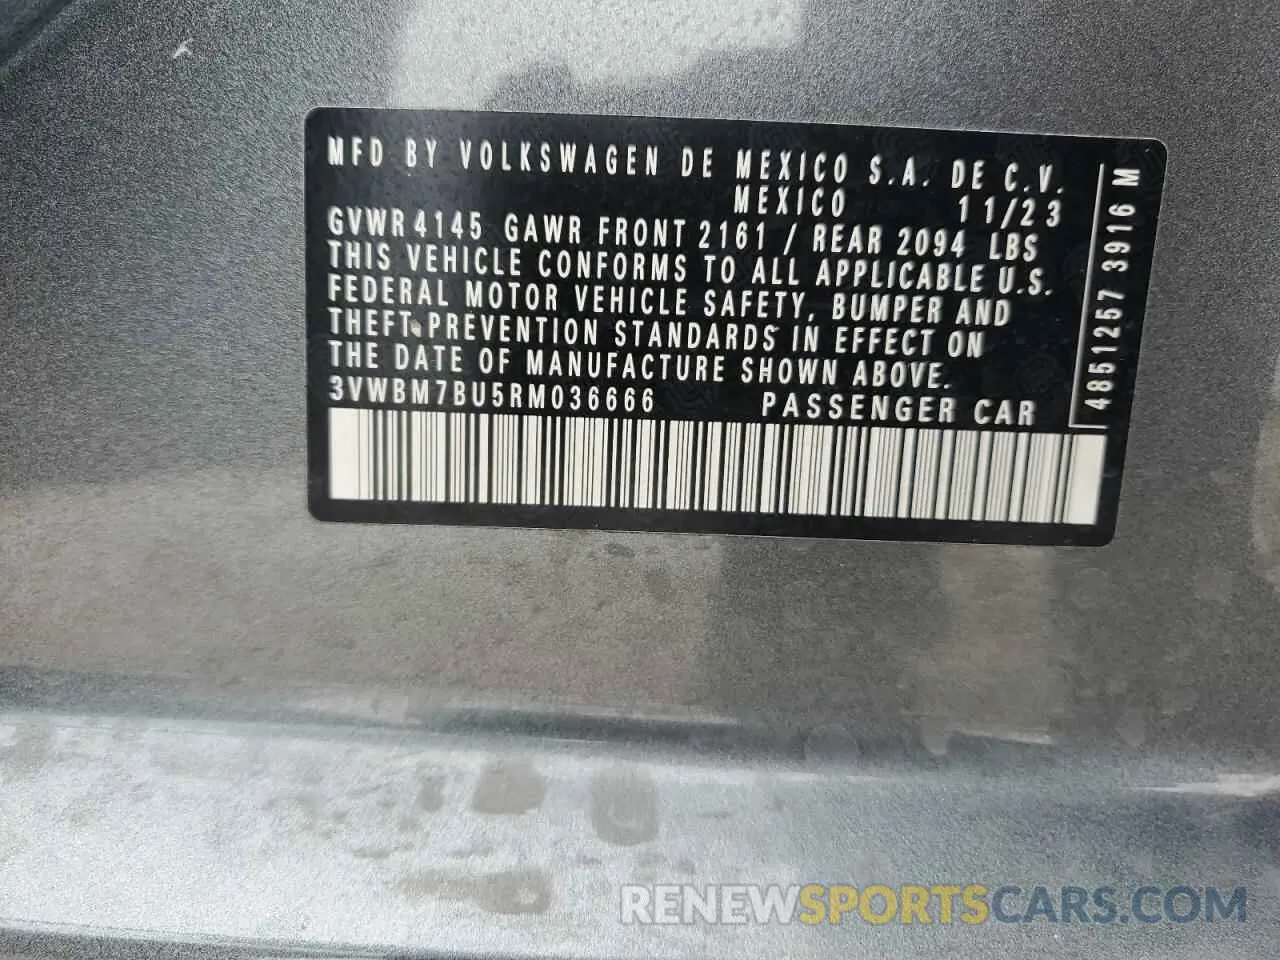 MFD BY VOLKSWAGEN DE MEXICO S.A. DE C.V.
MEXICO 11/23
GVWR 4145 GAWR FRONT 2161 / REAR 2094 LBS
THIS VEHICLE CONFORMS TO ALL APPLICABLE U.S.
FEDERAL MOTOR VEHICLE SAFETY, BUMPER AND
THEFT PREVENTION STANDARDS IN EFFECT ON
THE DATE OF MANUFACTURE SHOWN ABOVE.
3VWBM7BU5RM036666 PASSENGER CAR
4851257 3916 M
RENEWSPORTSCARS.COM